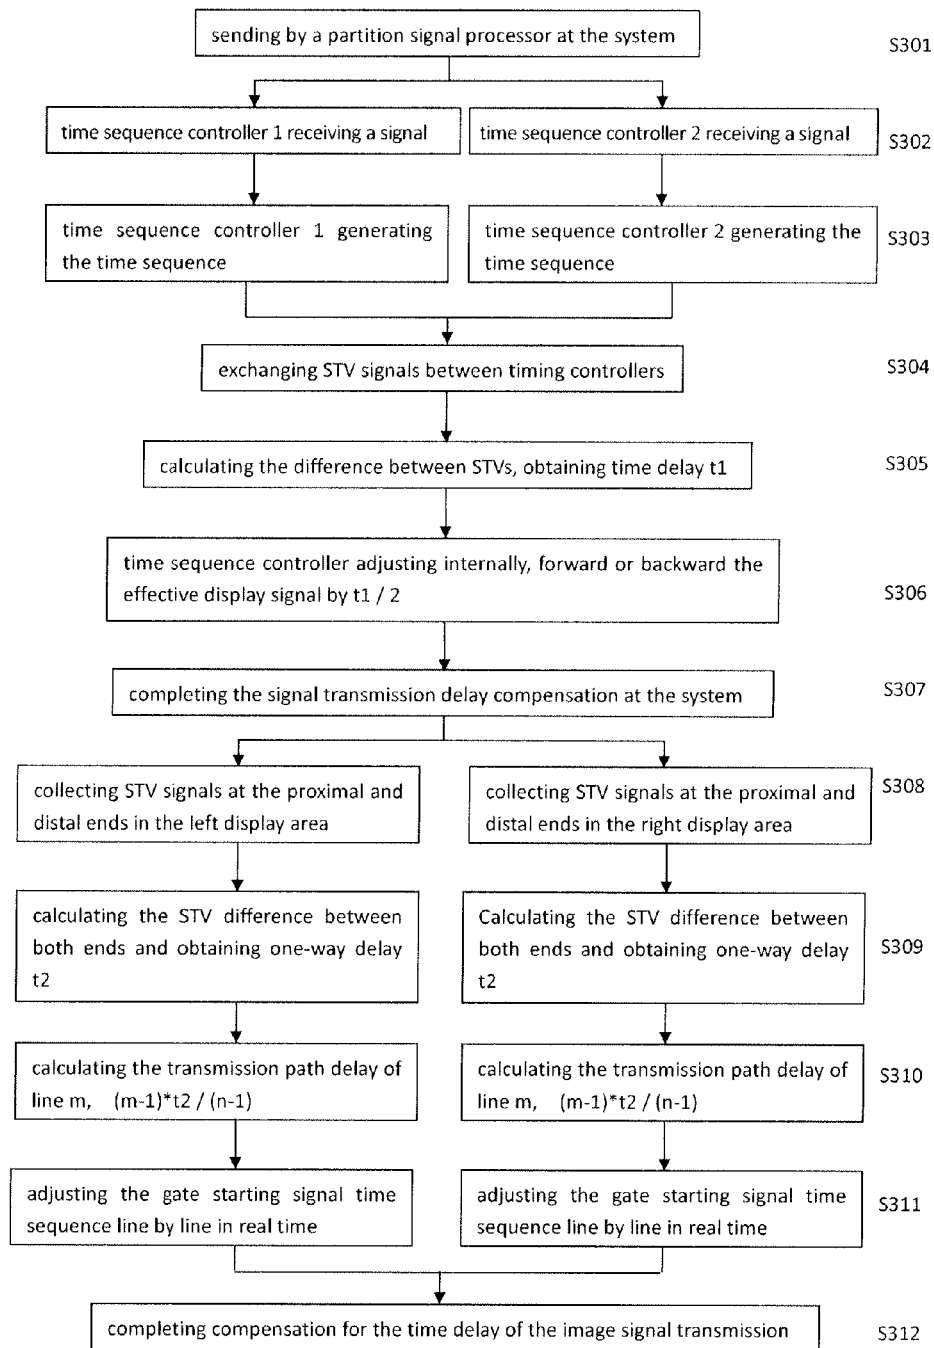 sending by a partition signal processor at the system
S301
time sequence controller 1 receiving a signal
time sequence controller 2 receiving a signal
S302
time sequence controller 1 generating
the time sequence
time sequence controller 2 generating the
time sequence
S303
exchanging STV signals between timing controllers
S304
calculating the difference between STVs, obtaining time delay t1
S305
time sequence controller adjusting internally, forward or backward the
effective display signal by t1 / 2
S306
completing the signal transmission delay compensation at the system
S307
collecting STV signals at the proximal and
distal ends in the left display area
collecting STV signals at the proximal and
distal ends in the right display area
S308
calculating the STV difference between
both ends and obtaining one-way delay
t2
Calculating the STV difference between
both ends and obtaining one-way delay
t2
S309
calculating the transmission path delay of
line m, (m-1)*t2 / (n-1)
calculating the transmission path delay of
line m, (m-1)*t2 / (n-1)
S310
adjusting the gate starting signal time
sequence line by line in real time
adjusting the gate starting signal time
sequence line by line in real time
S311
completing compensation for the time delay of the image signal transmission
S312